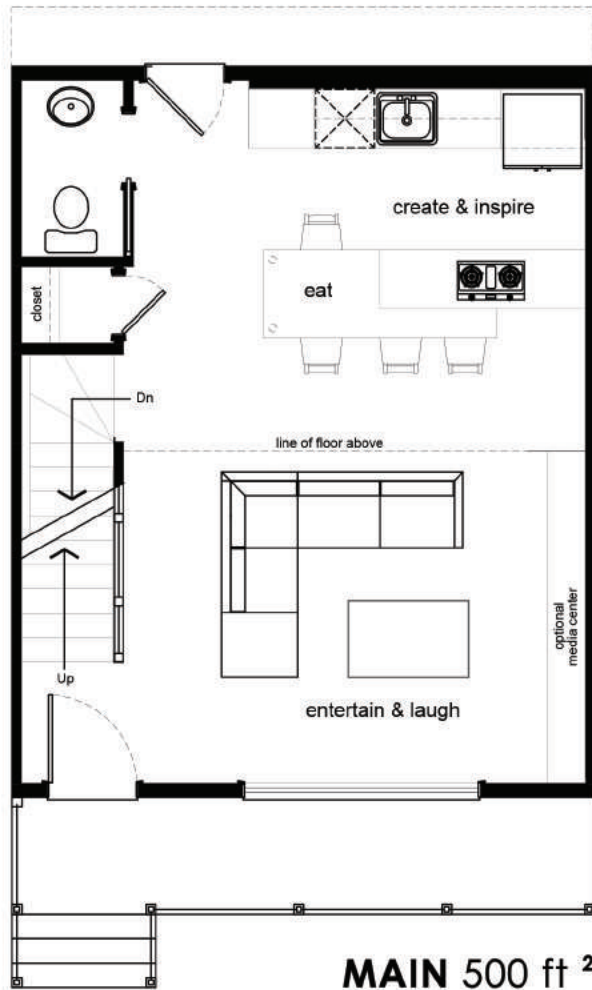 create & inspire
eat
closet
Dn
line of floor above
optional
media center
Up
entertain & laugh
MAIN 500 ft ²